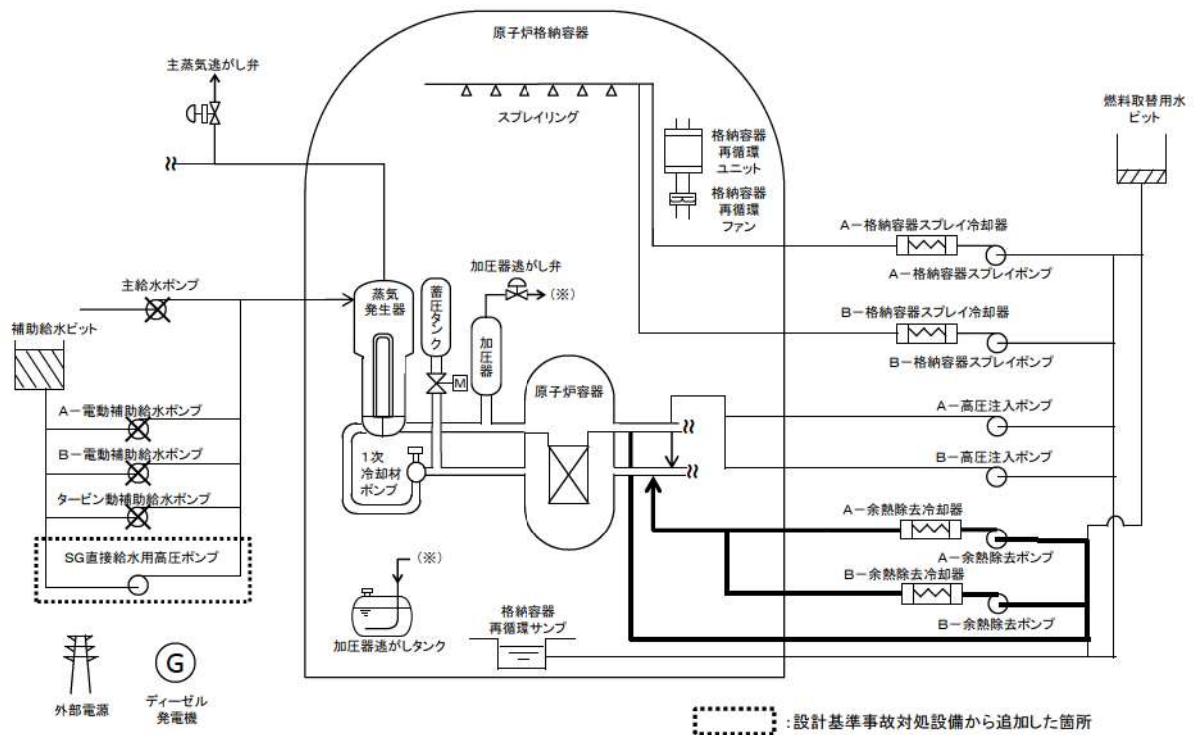 原子炉格納容器
主蒸気逃がし弁
スプレイリング
燃料取替用水
ピット
格納容器
再循環
ユニット
格納容器
再循環
ファン
A－格納容器スプレイ冷却器
A－格納容器スプレイポンプ
加圧器逃がし弁
(※)
主給水ポンプ
蒸気
発生器
蓄圧タンク
加圧器
M
B－格納容器スプレイ冷却器
B－格納容器スプレイポンプ
補助給水ピット
原子炉容器
A－電動補助給水ポンプ
A－高圧注入ポンプ
B－電動補助給水ポンプ
1次
冷却材
ポンプ
B－高圧注入ポンプ
タービン動補助給水ポンプ
A－余熱除去冷却器
SG直接給水用高圧ポンプ
A－余熱除去ポンプ
(※)
B－余熱除去冷却器
格納容器
再循環サンプ
B－余熱除去ポンプ
加圧器逃がしタンク
G
外部電源
ディーゼル
発電機
：設計基準事故対処設備から追加した箇所